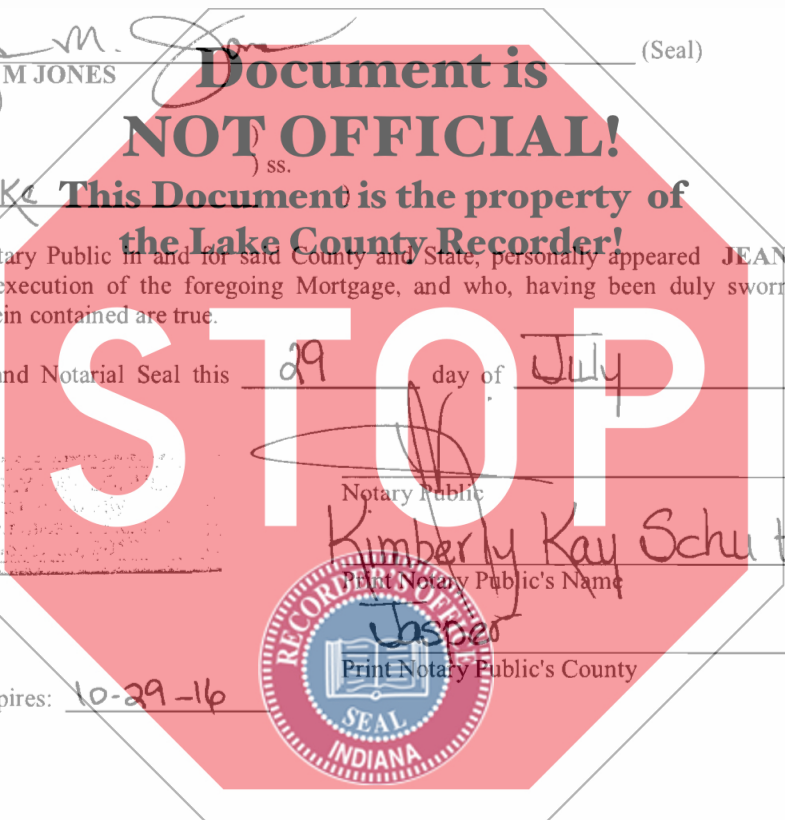 M. Jones
(Seal)
M JONES
Document is
NOT OFFICIAL!
)
) ss.
)
This Document is the property of
the Lake County Recorder!
tary Public in and for said County and State, personally appeared JEAN
execution of the foregoing Mortgage, and who, having been duly sworn
ein contained are true.
and Notarial Seal this 29 day of July
STOP
Notary Public
Kimberly Kay Schu
Print Notary Public's Name
Jasper
Print Notary Public's County
pires: 10-29-16
RECORDER'S OFFICE
SEAL
INDIANA